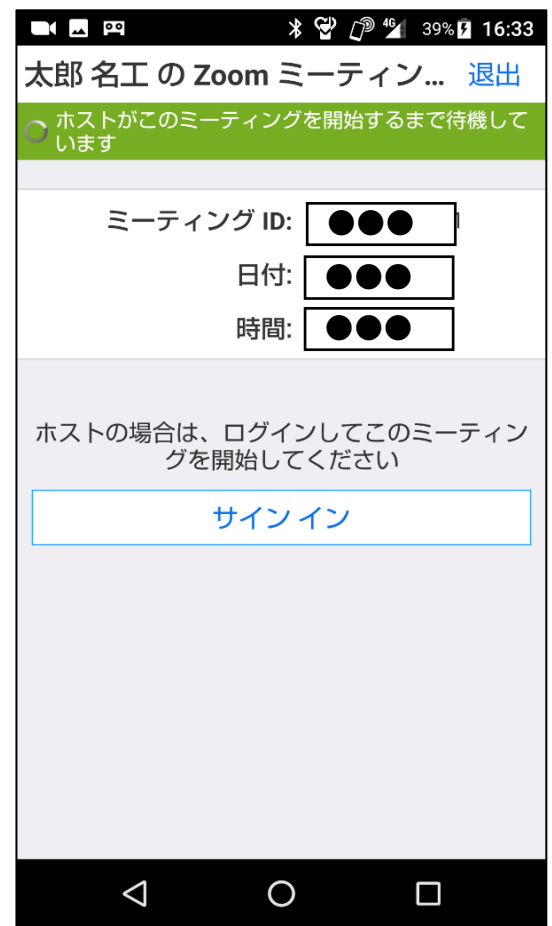 4G 39% 16:33
太郎 名工 の Zoom ミーティン... 退出
ホストがこのミーティングを開始するまで待機して
います
ミーティング ID: ●●●
日付: ●●●
時間: ●●●
ホストの場合は、ログインしてこのミーティン
グを開始してください
サイン イン